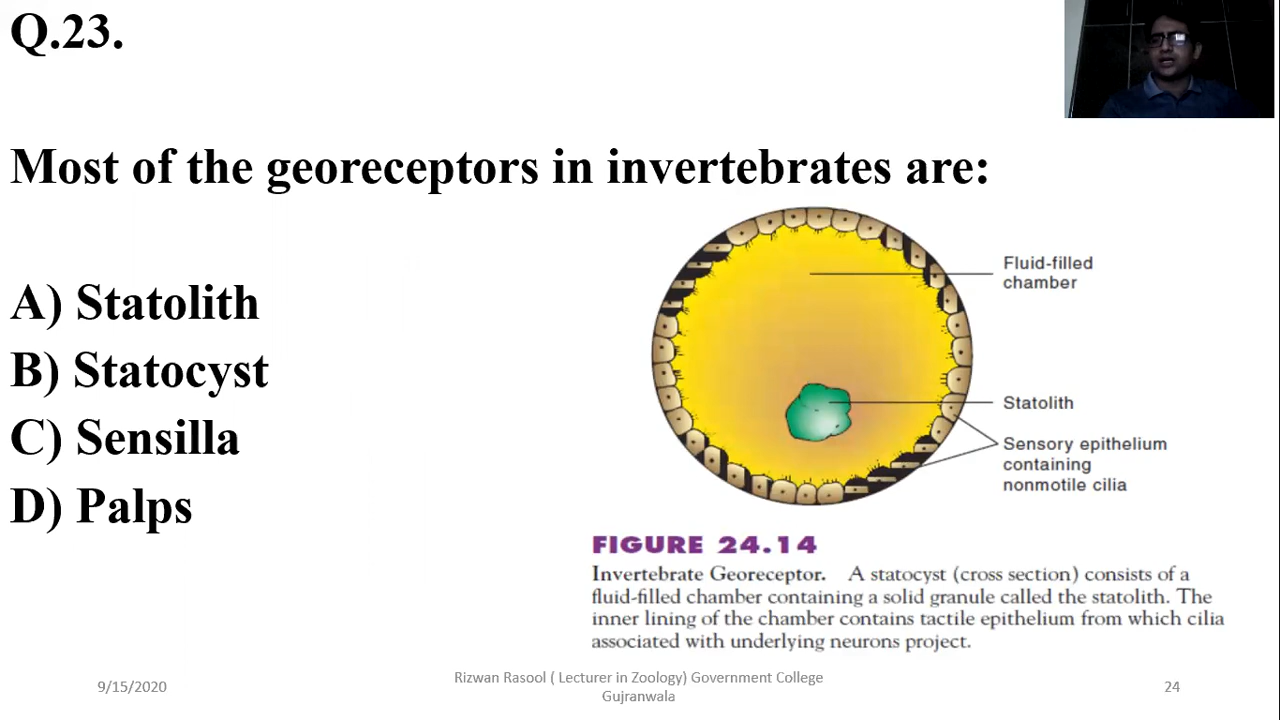 Q.23.
Most of the georeceptors in invertebrates are:
A) Statolith
B) Statocyst
C) Sensilla
D) Palps
Fluid-filled
chamber
Statolith
Sensory epithelium
containing
nonmotile cilia
FIGURE 24.14
Invertebrate Georeceptor. A statocyst (cross section) consists of a
fluid-filled chamber containing a solid granule called the statolith. The
inner lining of the chamber contains tactile epithelium from which cilia
associated with underlying neurons project.
9/15/2020
Rizwan Rasool ( Lecturer in Zoology) Government College
Gujranwala
24